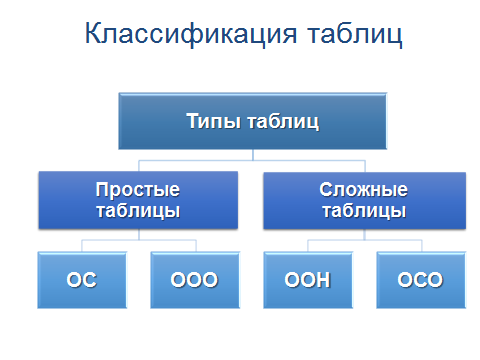 Классификация таблиц
Типы таблиц
Простые
таблицы
Сложные
таблицы
ОС
ООО
ООН
ОСО